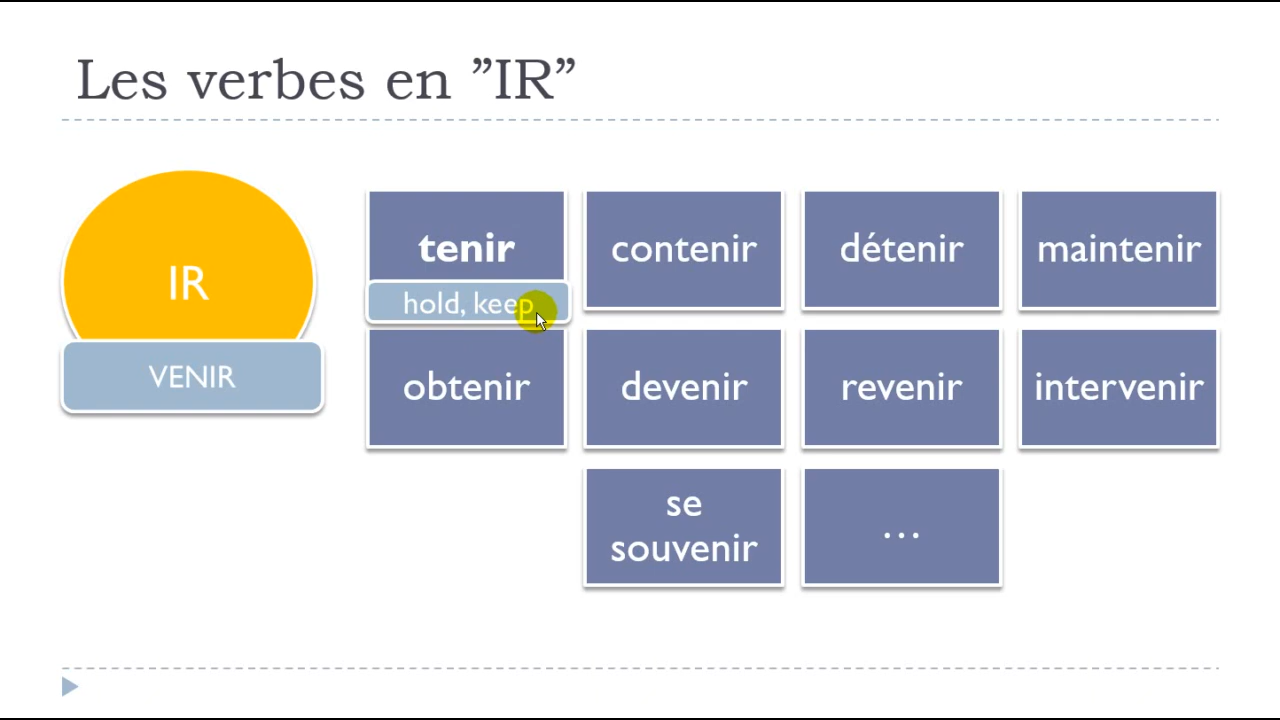 Les verbes en ”IR”
IR
VENIR
tenir
hold, keep
contenir
détenir
maintenir
obtenir
devenir
revenir
intervenir
se
souvenir
...